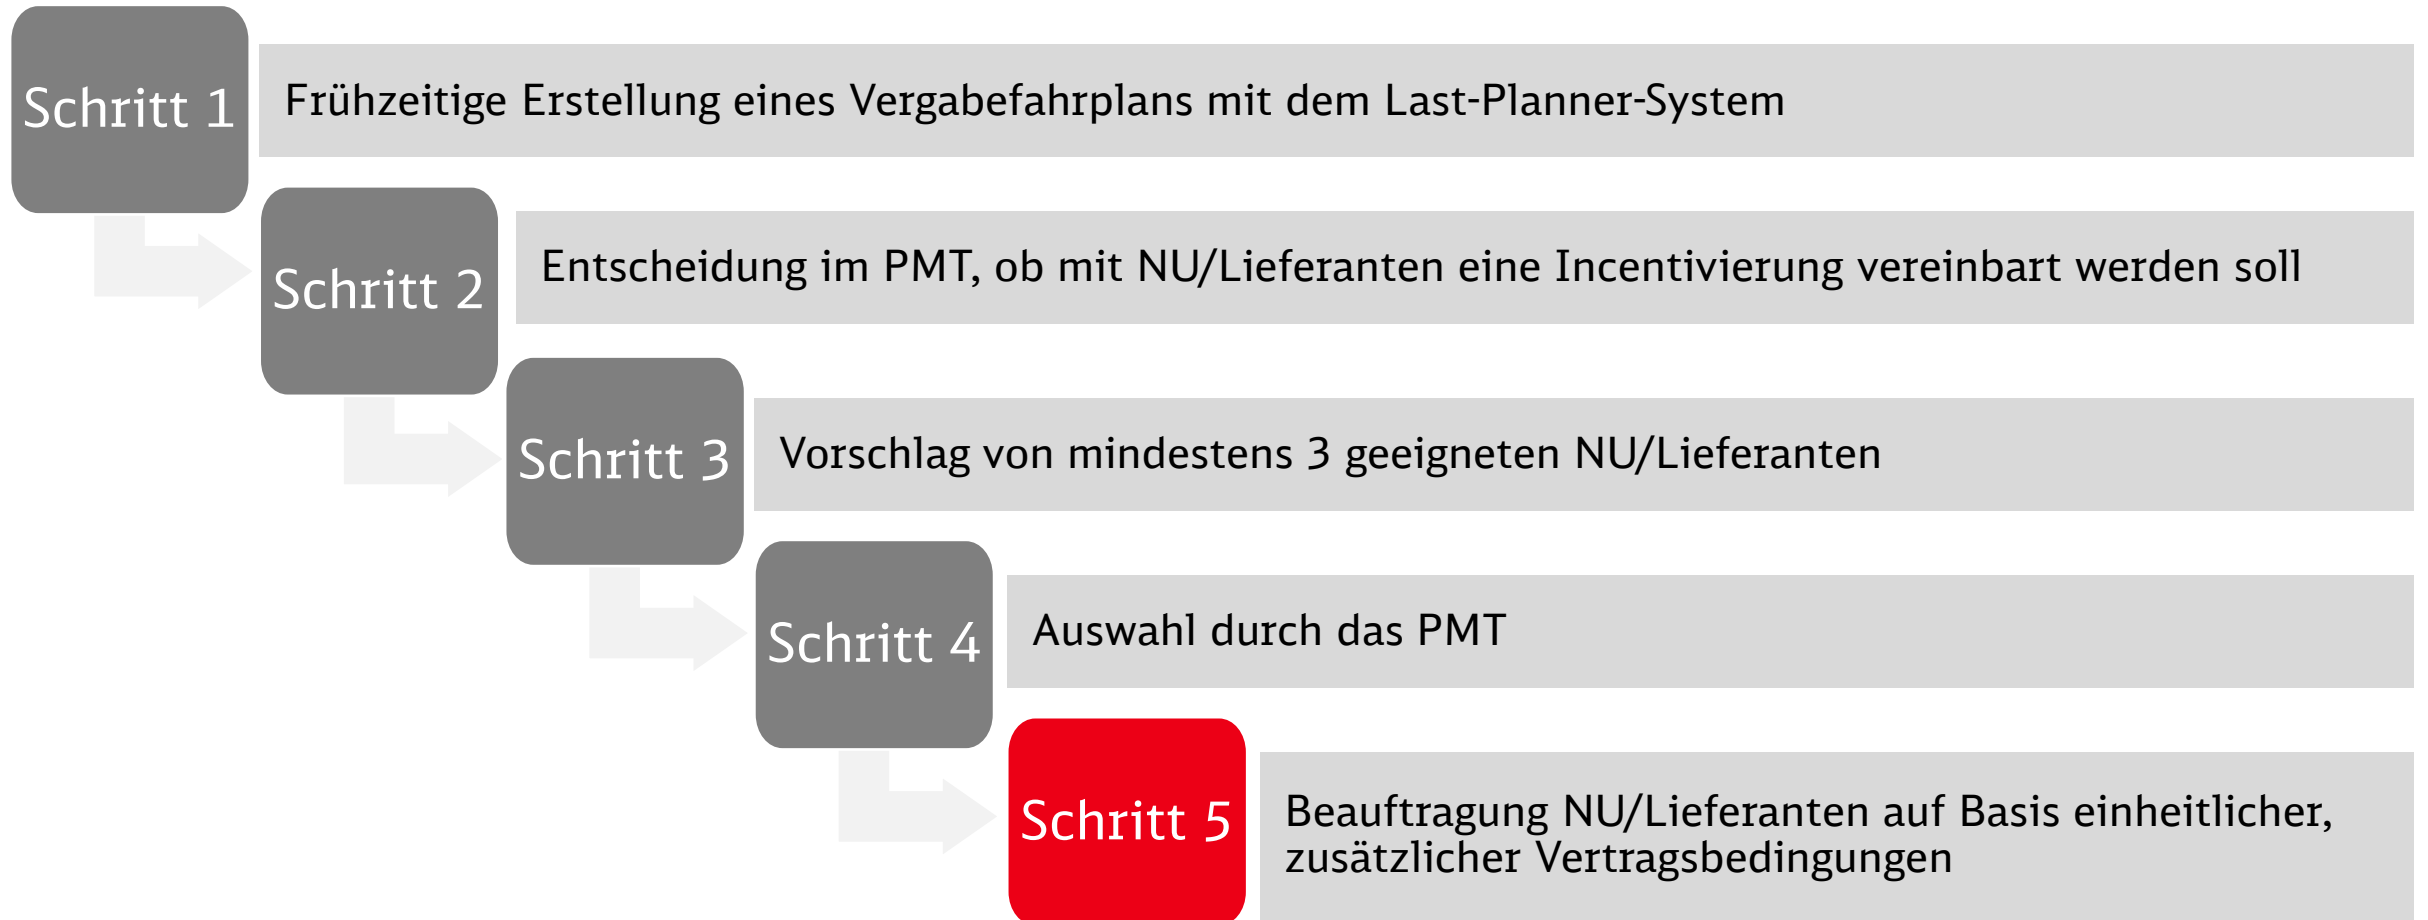 Schritt 1
Frühzeitige Erstellung eines Vergabefahrplans mit dem Last-Planner-System
Schritt 2
Entscheidung im PMT, ob mit NU/Lieferanten eine Incentivierung vereinbart werden soll
Schritt 3
Vorschlag von mindestens 3 geeigneten NU/Lieferanten
Schritt 4
Auswahl durch das PMT
Schritt 5
Beauftragung NU/Lieferanten auf Basis einheitlicher,
zusätzlicher Vertragsbedingungen